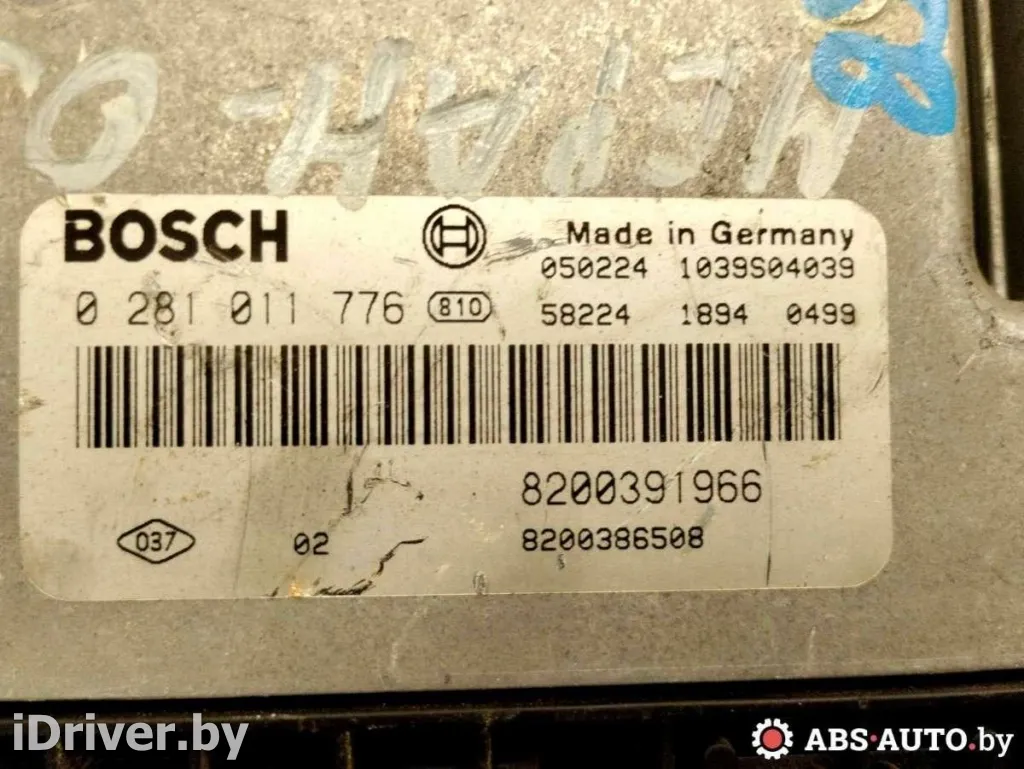 BOSCH
Made in Germany
050224 1039S04039
0 281 011 776 810
58224 1894 0499
8200391966
037 02 8200386508
iDriver.by
ABS-AUTO.by